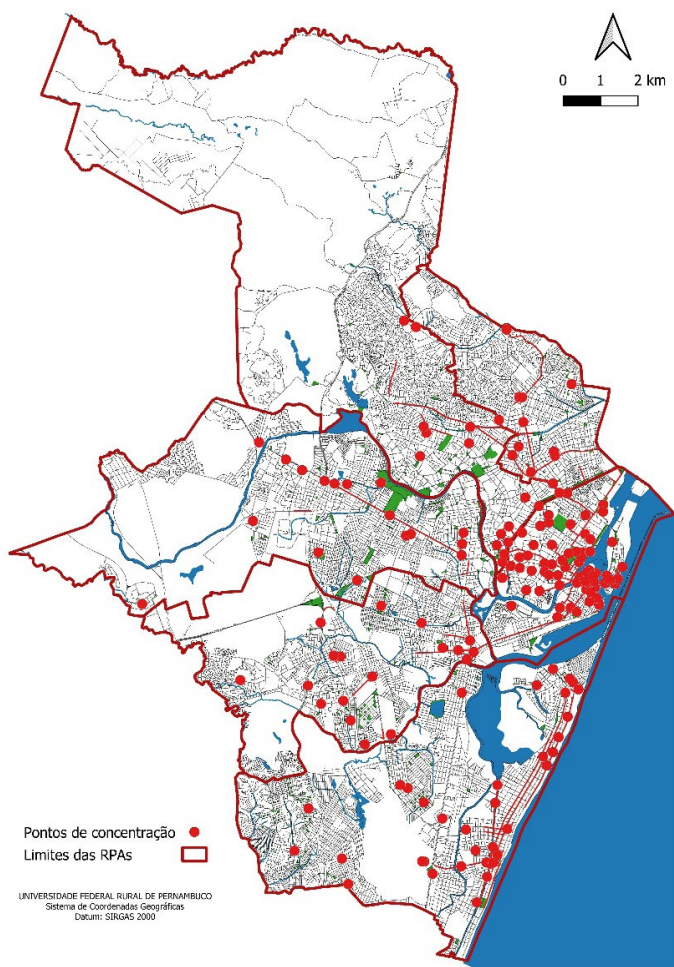 0 1 2 km
Pontos de concentração
Limites das RPAs
UNIVERSIDADE FEDERAL RURAL DE PERNAMBUCO
Sistema de Coordenadas Geográficas
Datum: SIRGAS 2000